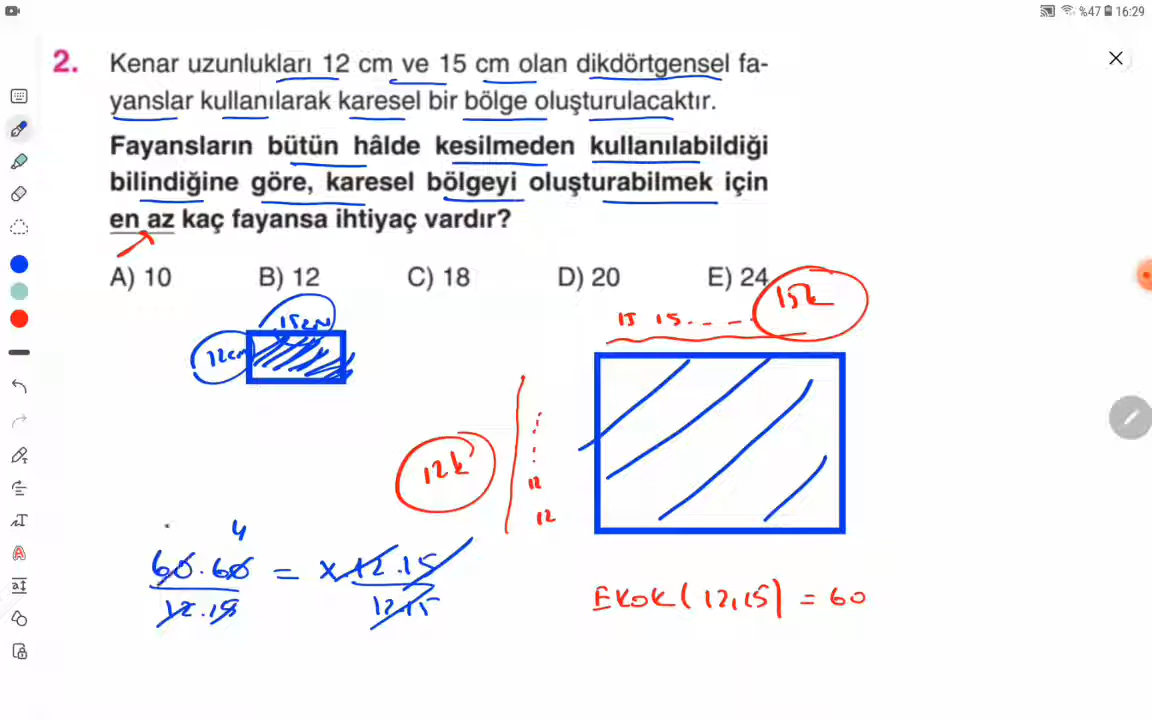 %47 16:29
2. Kenar uzunlukları 12 cm ve 15 cm olan dikdörtgensel fa-
yanslar kullanılarak karesel bir bölge oluşturulacaktır.
Fayansların bütün hâlde kesilmeden kullanılabildiği
bilindiğine göre, karesel bölgeyi oluşturabilmek için
en az kaç fayansa ihtiyaç vardır?
A) 10 B) 12 C) 18 D) 20 E) 24
15k
15 15 . - - -
15cm
12cm
12k
12
12
4
60.60 = x.12.15
12.15 12.15
EKOK(12,15) = 60